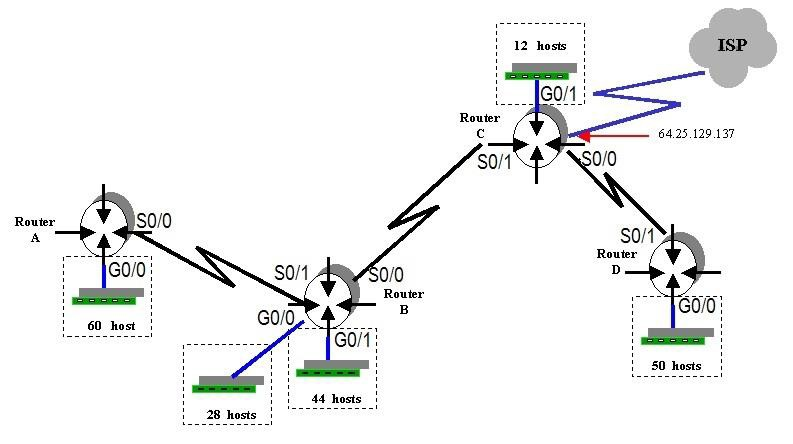 12 hosts
ISP
G0/1
Router
C
64.25.129.137
S0/1
S0/0
Router
A
S0/0
G0/0
60 host
S0/1
S0/0
Router
B
G0/0
G0/1
28 hosts
44 hosts
S0/1
Router
D
G0/0
50 hosts